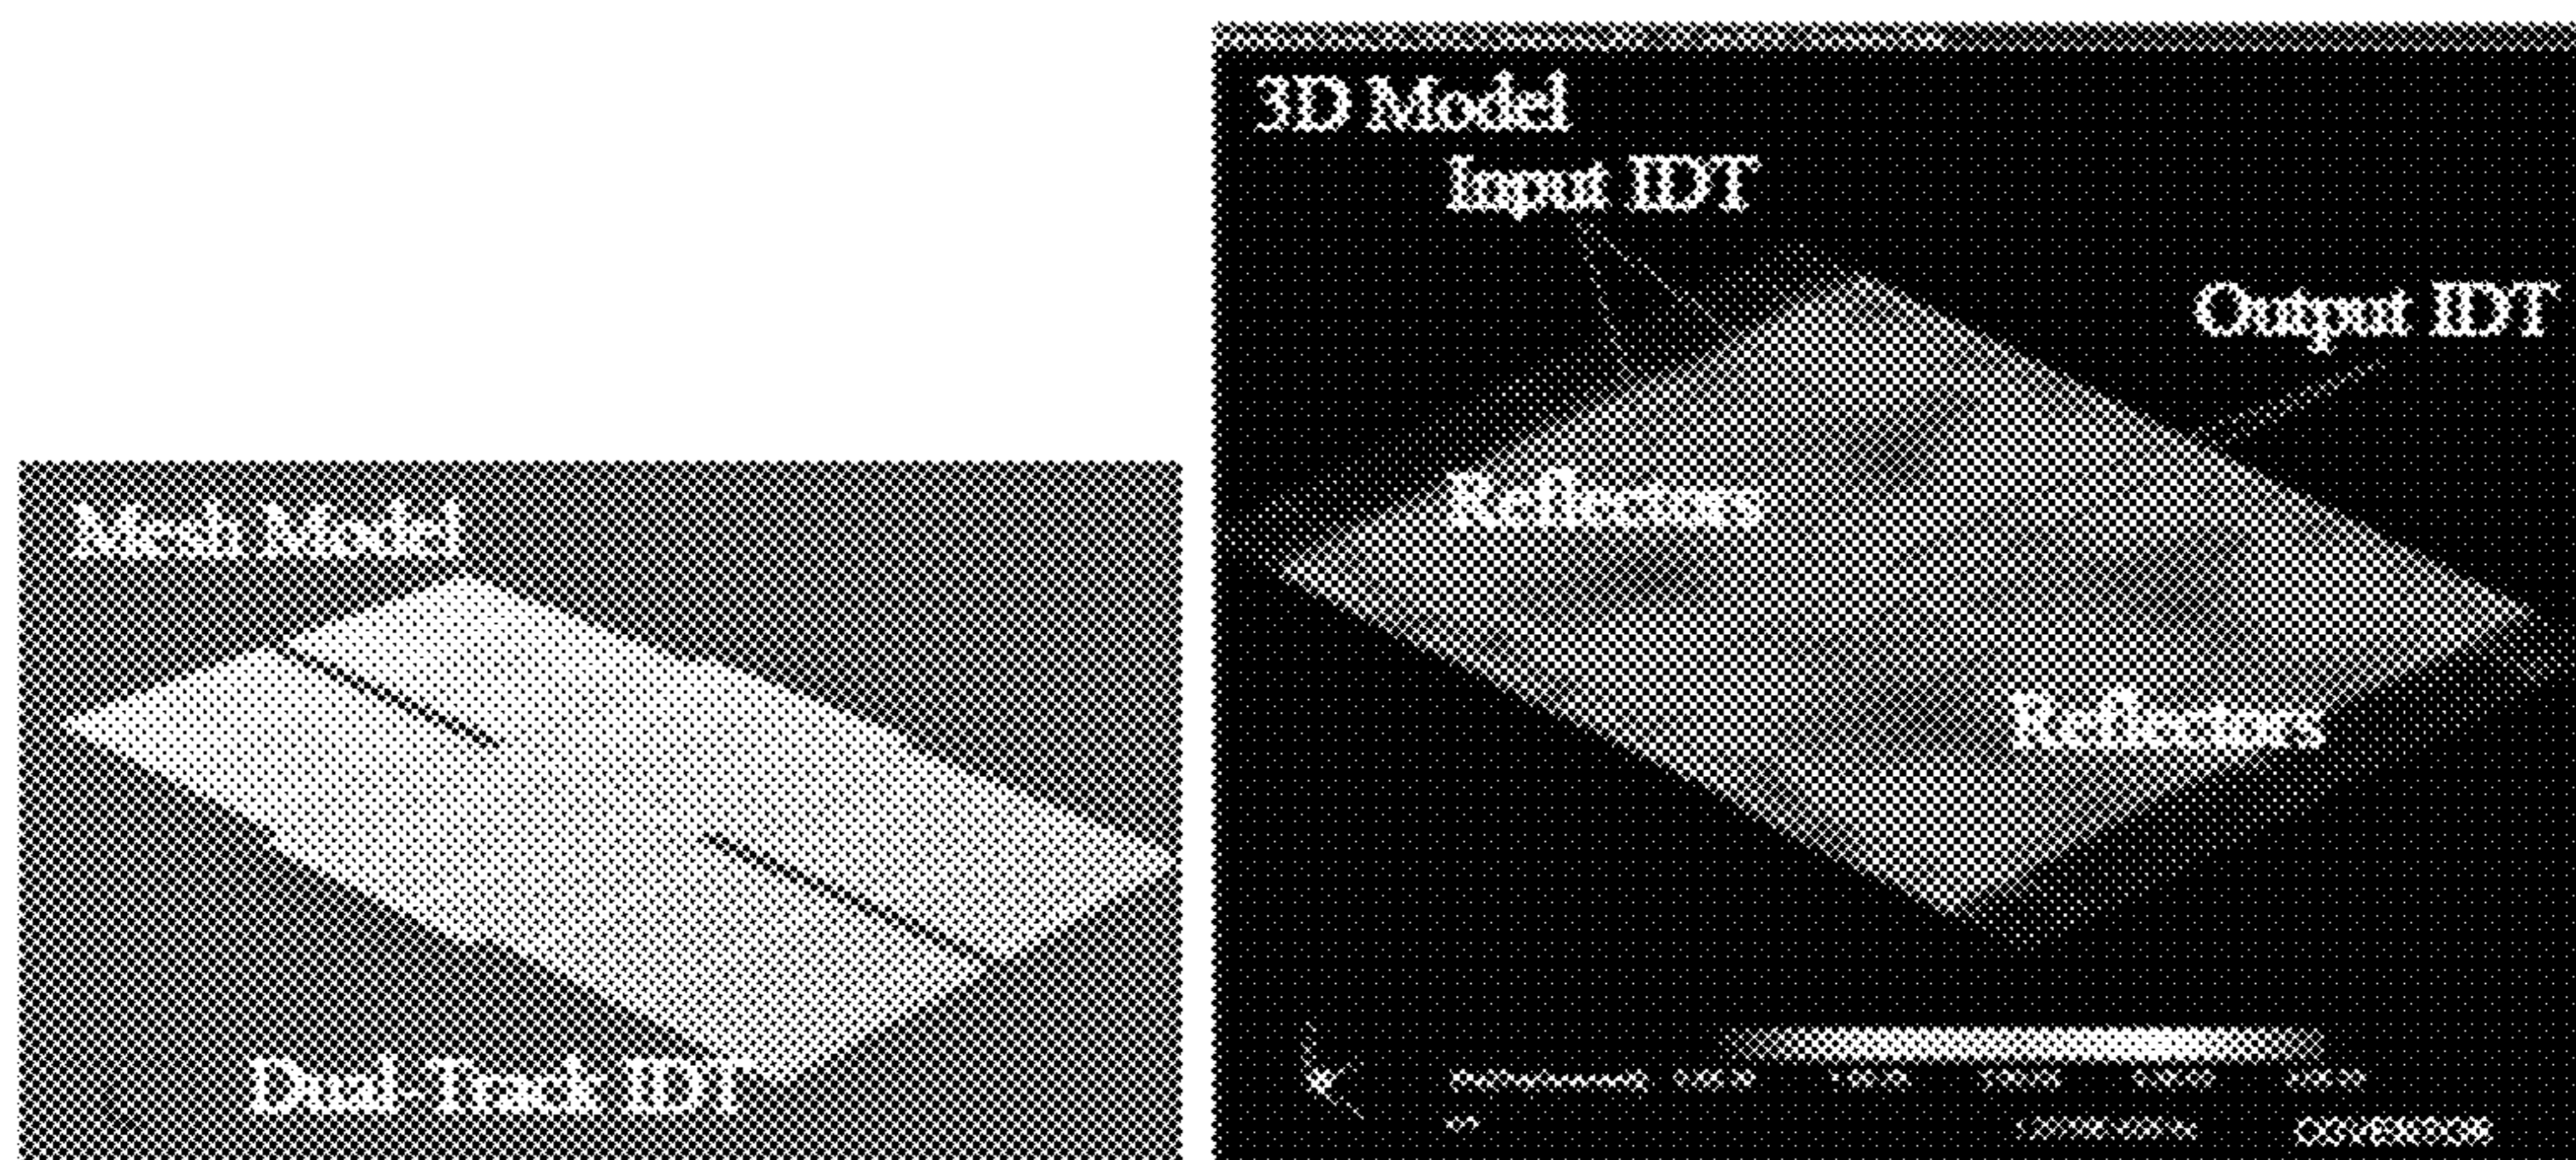 Mesh Model
Dual-Track IDT
3D Model
Input IDT
Output IDT
Reflectors
Reflectors